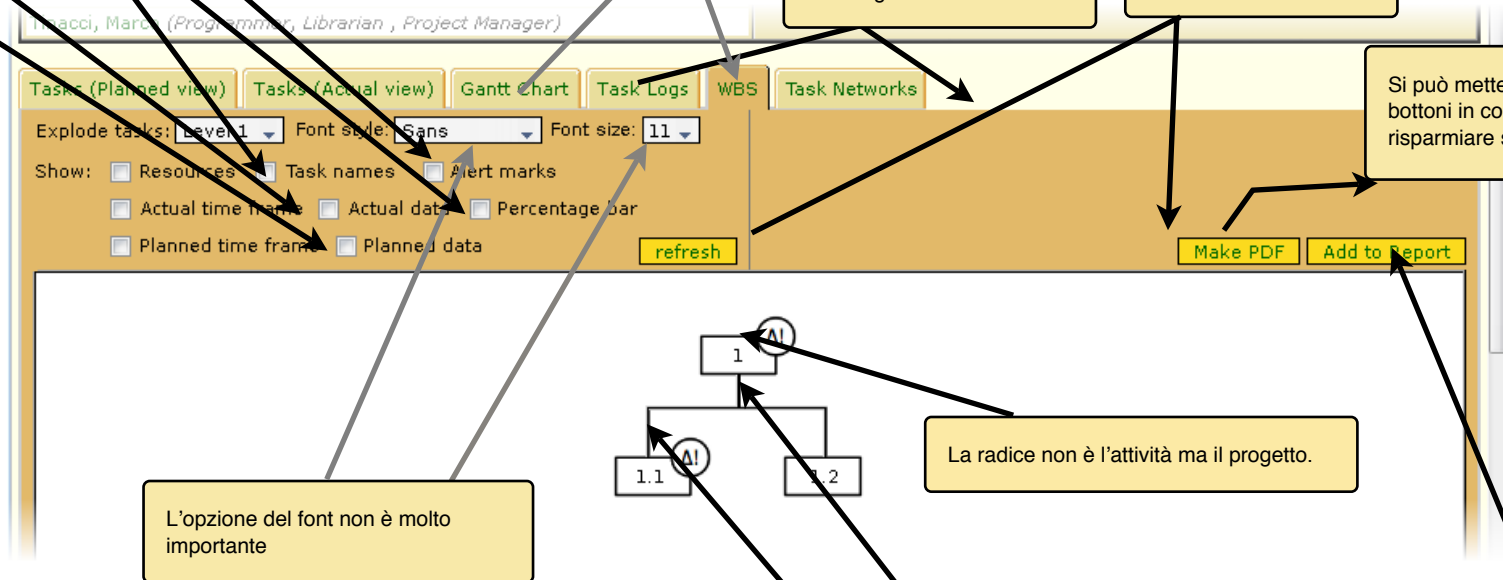 Marco (Programmer, Librarian , Project Manager)
Tasks (Planned view) Tasks (Actual view) Gantt Chart Task Logs WBS Task Networks
Si può mette
bottoni in co
risparmiare s
Explode tasks: Level 1 Font style: Sans Font size: 11
Show: Resources Task names Alert marks
Actual time frame Actual data Percentage bar
Planned time frame Planned data refresh Make PDF Add to Report
1 Δ!
1.1 Δ! 1.2
La radice non è l'attività ma il progetto.
L'opzione del font non è molto
importante